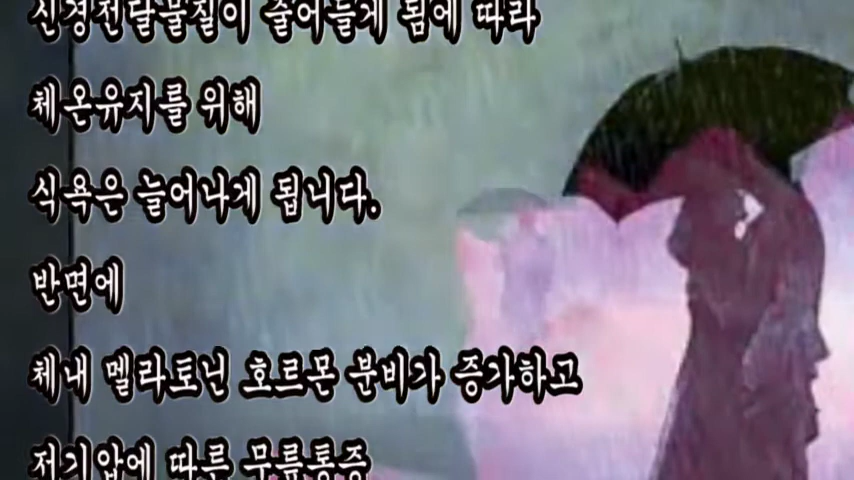 신경전달물질이 줄어들게 됨에 따라
체온유지를 위해
식욕은 늘어나게 됩니다.
반면에
체내 멜라토닌 호르몬 분비가 증가하고
저기압에 따른 무릎통증